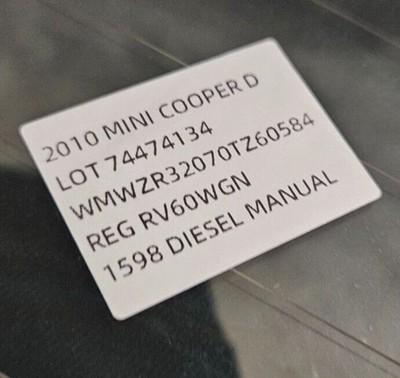 2010 MINI COOPER D
LOT 74474134
WMWZR32070TZ60584
REG RV60WGN
1598 DIESEL MANUAL